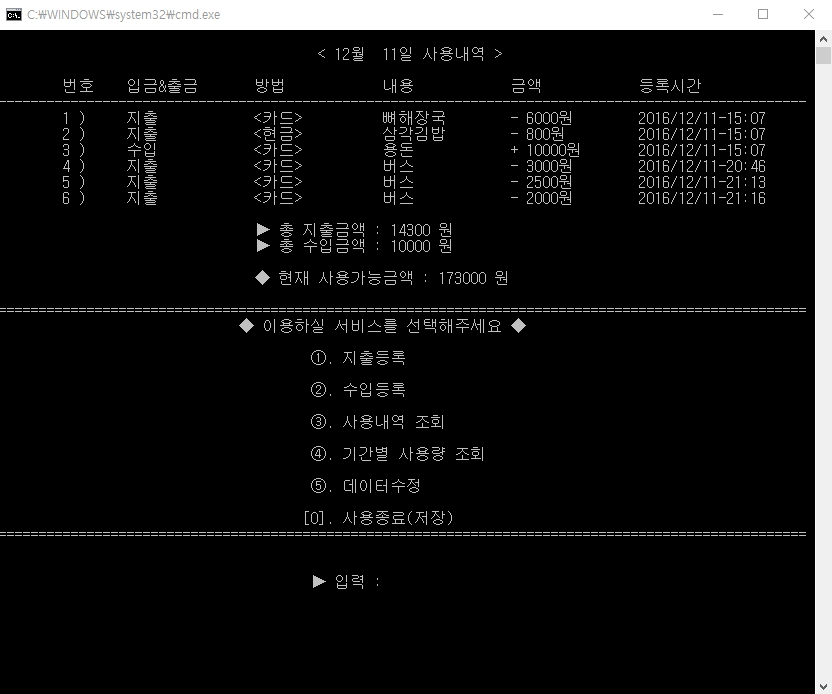 C:\WINDOWS\system32\cmd.exe
< 12월  11일 사용내역 >
번호 입금&출금 방법 내용 금액 등록시간
1 ) 지출 <카드> 뼈해장국 - 6000원 2016/12/11-15:07
2 ) 지출 <현금> 삼각김밥 - 800원 2016/12/11-15:07
3 ) 수입 <카드> 용돈 + 10000원 2016/12/11-15:07
4 ) 지출 <카드> 버스 - 3000원 2016/12/11-20:46
5 ) 지출 <카드> 버스 - 2500원 2016/12/11-21:13
6 ) 지출 <카드> 버스 - 2000원 2016/12/11-21:16
▶ 총 지출금액 : 14300 원
▶ 총 수입금액 : 10000 원
◆ 현재 사용가능금액 : 173000 원
◆ 이용하실 서비스를 선택해주세요 ◆
①. 지출등록
②. 수입등록
③. 사용내역 조회
④. 기간별 사용량 조회
⑤. 데이터수정
[0]. 사용종료(저장)
▶ 입력 :